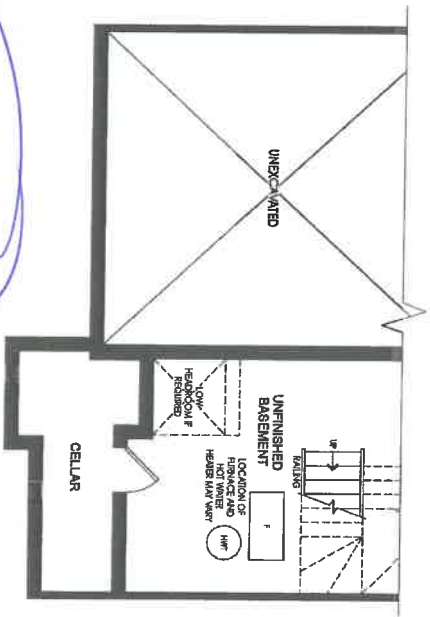 UNEXCAVATED
UNFINISHED
BASEMENT
UP
RAILING
LOW
HEADROOM IF
REQUIRED
LOCATION OF
FURNACE AND
HOT WATER
HEATER MAY VARY
F
HWT
CELLAR